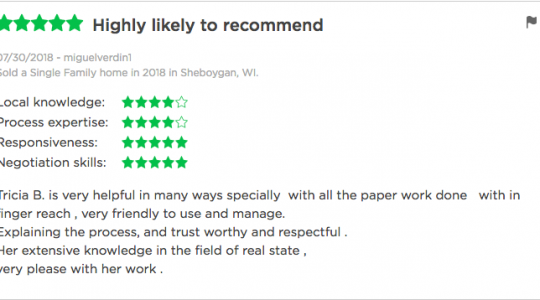 Highly likely to recommend
07/30/2018 - miguelverdin1
Sold a Single Family home in 2018 in Sheboygan, WI.
Local knowledge:
Process expertise:
Responsiveness:
Negotiation skills:
Tricia B. is very helpful in many ways specially with all the paper work done with in
finger reach , very friendly to use and manage.
Explaining the process, and trust worthy and respectful .
Her extensive knowledge in the field of real state ,
very please with her work .